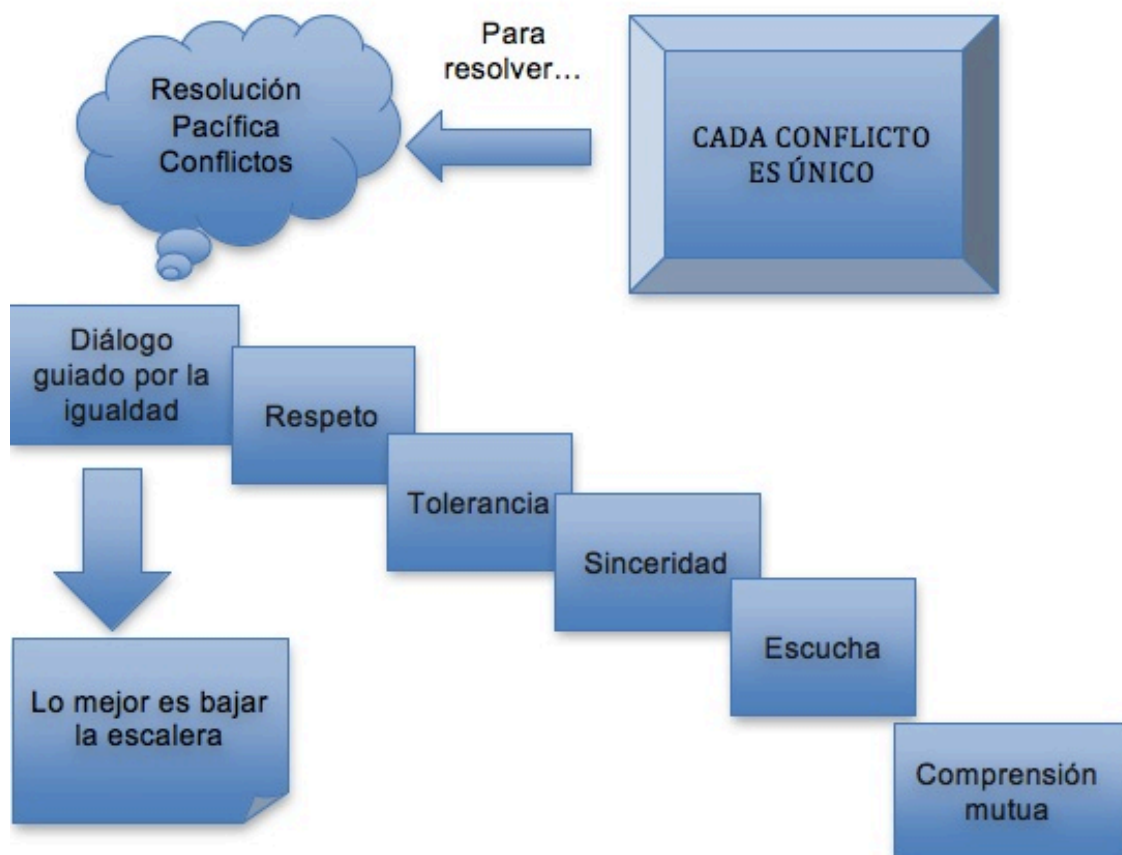 Para
resolver...
Resolución
Pacífica
Conflictos
CADA CONFLICTO
ES ÚNICO
Diálogo
guiado por la
igualdad
Respeto
Tolerancia
Sinceridad
Escucha
Comprensión
mutua
Lo mejor es bajar
la escalera